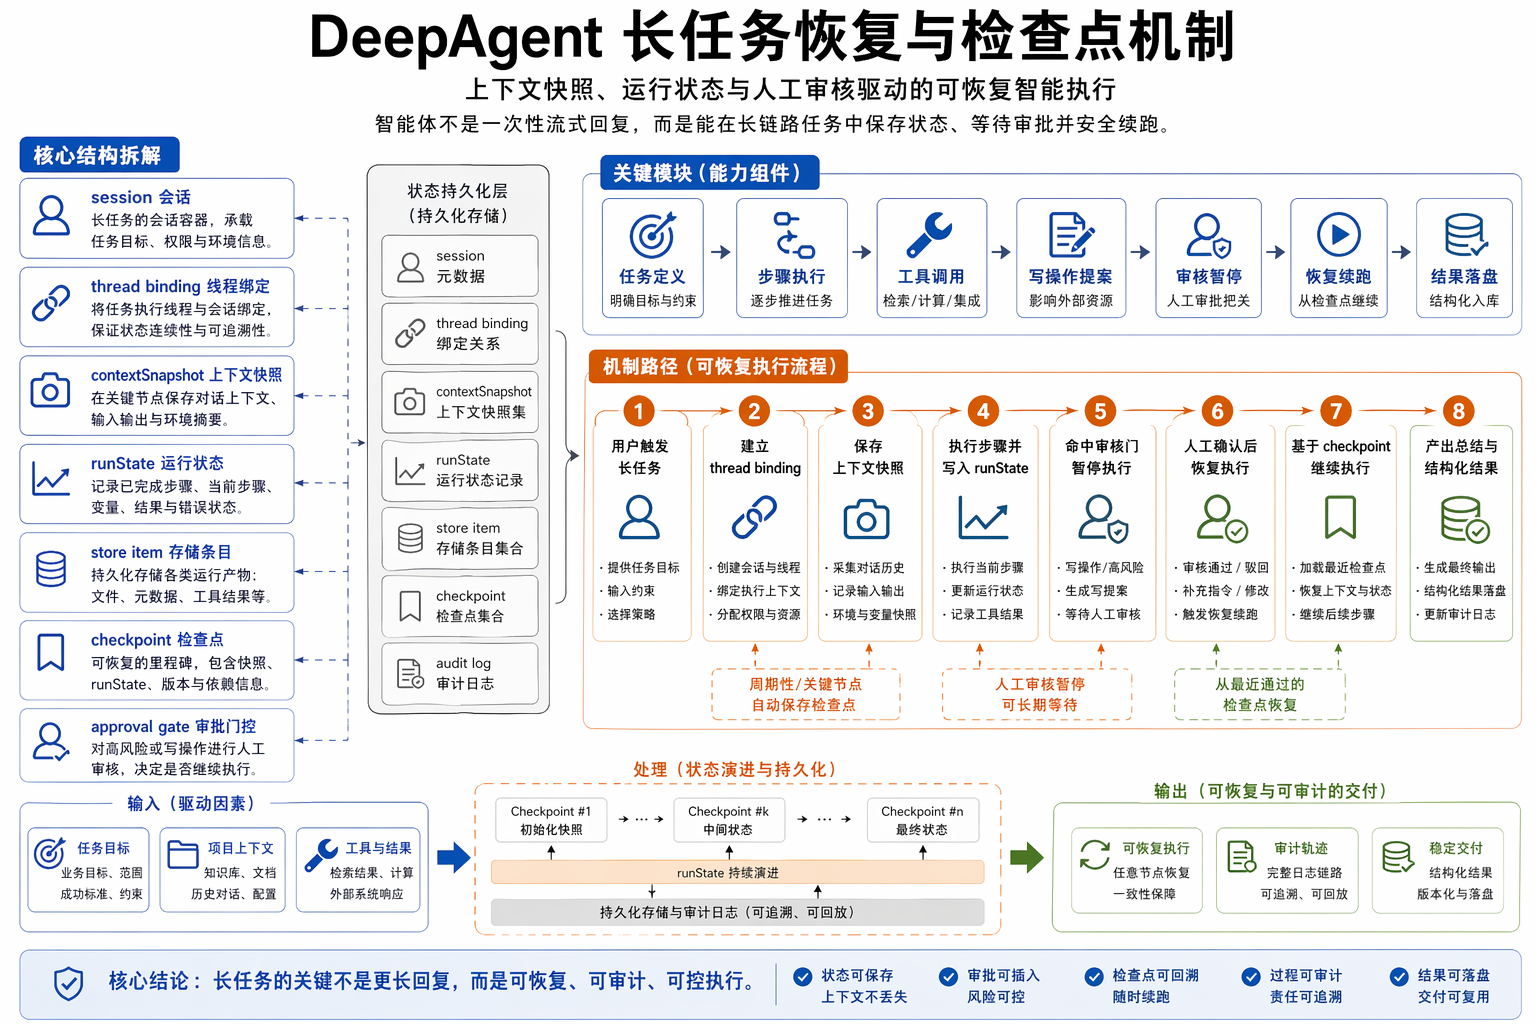 DeepAgent 长任务恢复与检查点机制
上下文快照、运行状态与人工审核驱动的可恢复智能执行
智能体不是一次性流式回复，而是能在长链路任务中保存状态、等待审批并安全续跑。
核心结构拆解
session 会话
长任务的会话容器，承载
任务目标、权限与环境信息。
thread binding 线程绑定
将任务执行线程与会话绑定，
保证状态连续性与可追溯性。
contextSnapshot 上下文快照
在关键节点保存对话上下文、
输入输出与环境摘要。
runState 运行状态
记录已完成步骤、当前步骤、
变量、结果与错误状态。
store item 存储条目
持久化存储各类运行产物：
文件、元数据、工具结果等。
checkpoint 检查点
可恢复的里程碑，包含快照、
runState、版本与依赖信息。
approval gate 审批门控
对高风险或写操作进行人工
审核，决定是否继续执行。
状态持久化层
（持久化存储）
session
元数据
thread binding
绑定关系
contextSnapshot
上下文快照集
runState
运行状态记录
store item
存储条目集合
checkpoint
检查点集合
audit log
审计日志
关键模块（能力组件）
任务定义
明确目标与约束
步骤执行
逐步推进任务
工具调用
检索/计算/集成
写操作提案
影响外部资源
审核暂停
人工审批把关
恢复续跑
从检查点继续
结果落盘
结构化入库
机制路径（可恢复执行流程）
1
用户触发
长任务
· 提供任务目标
· 输入约束
· 选择策略
2
建立
thread binding
· 创建会话与线程
· 绑定执行上下文
· 分配权限与资源
3
保存
上下文快照
· 采集对话历史
· 记录输入输出
· 环境与变量快照
4
执行步骤并
写入 runState
· 执行当前步骤
· 更新运行状态
· 记录工具结果
5
命中审核门
暂停执行
· 写操作/高风险
· 生成写提案
· 等待人工审核
6
人工确认后
恢复执行
· 审核通过 / 驳回
· 补充指令 / 修改
· 触发恢复续跑
7
基于 checkpoint
继续执行
· 加载最近检查点
· 恢复上下文与状态
· 继续后续步骤
8
产出总结与
结构化结果
· 生成最终输出
· 结构化结果落盘
· 更新审计日志
周期性/关键节点
自动保存检查点
人工审核暂停
可长期等待
从最近通过的
检查点恢复
输入（驱动因素）
任务目标
业务目标、范围
成功标准、约束
项目上下文
知识库、文档
历史对话、配置
工具与结果
检索结果、计算
外部系统响应
处理（状态演进与持久化）
Checkpoint #1
初始化快照
···
Checkpoint #k
中间状态
···
Checkpoint #n
最终状态
runState 持续演进
持久化存储与审计日志（可追溯、可回放）
输出（可恢复与可审计的交付）
可恢复执行
任意节点恢复
一致性保障
审计轨迹
完整日志链路
可追溯、可回放
稳定交付
结构化结果
版本化与落盘
核心结论：长任务的关键不是更长回复，而是可恢复、可审计、可控执行。
状态可保存
上下文不丢失
审批可插入
风险可控
检查点可回溯
随时续跑
过程可审计
责任可追溯
结果可落盘
交付可复用